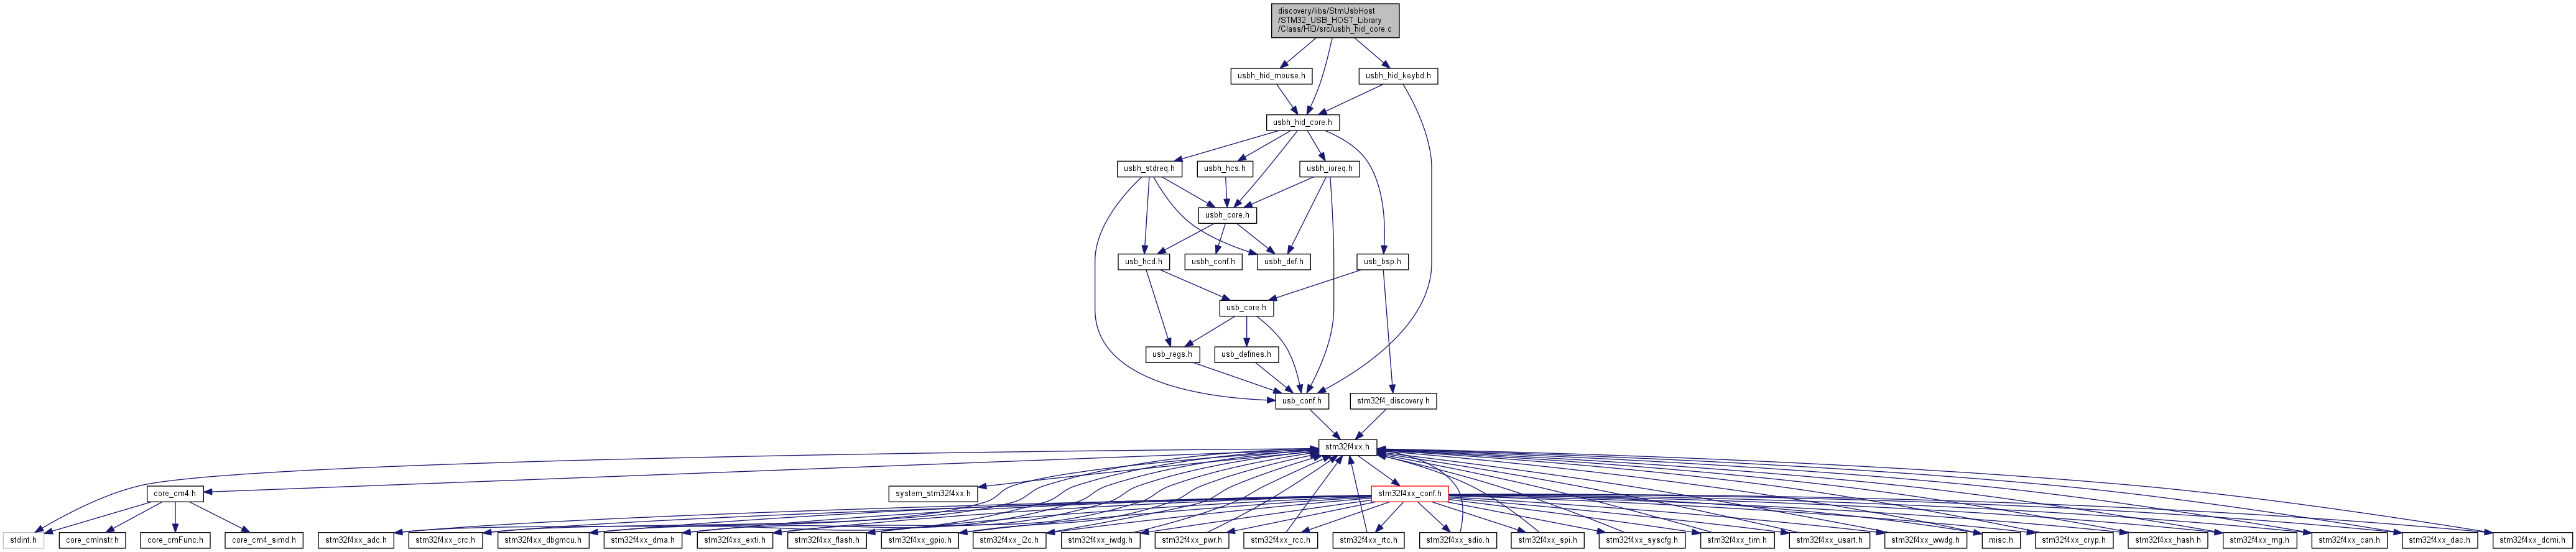 discovery/libs/StmUsbHost
/STM32_USB_HOST_Library
/Class/HID/src/usbh_hid_core.c
usbh_hid_mouse.h
usbh_hid_keybd.h
usbh_hid_core.h
usbh_stdreq.h
usbh_hcs.h
usbh_ioreq.h
usbh_core.h
usb_hcd.h
usbh_conf.h
usbh_def.h
usb_bsp.h
usb_core.h
usb_regs.h
usb_defines.h
usb_conf.h
stm32f4_discovery.h
stm32f4xx.h
core_cm4.h
system_stm32f4xx.h
stm32f4xx_conf.h
stdint.h
core_cmInstr.h
core_cmFunc.h
core_cm4_simd.h
stm32f4xx_adc.h
stm32f4xx_crc.h
stm32f4xx_dbgmcu.h
stm32f4xx_dma.h
stm32f4xx_exti.h
stm32f4xx_flash.h
stm32f4xx_gpio.h
stm32f4xx_i2c.h
stm32f4xx_iwdg.h
stm32f4xx_pwr.h
stm32f4xx_rcc.h
stm32f4xx_rtc.h
stm32f4xx_sdio.h
stm32f4xx_spi.h
stm32f4xx_syscfg.h
stm32f4xx_tim.h
stm32f4xx_usart.h
stm32f4xx_wwdg.h
misc.h
stm32f4xx_cryp.h
stm32f4xx_hash.h
stm32f4xx_rng.h
stm32f4xx_can.h
stm32f4xx_dac.h
stm32f4xx_dcmi.h